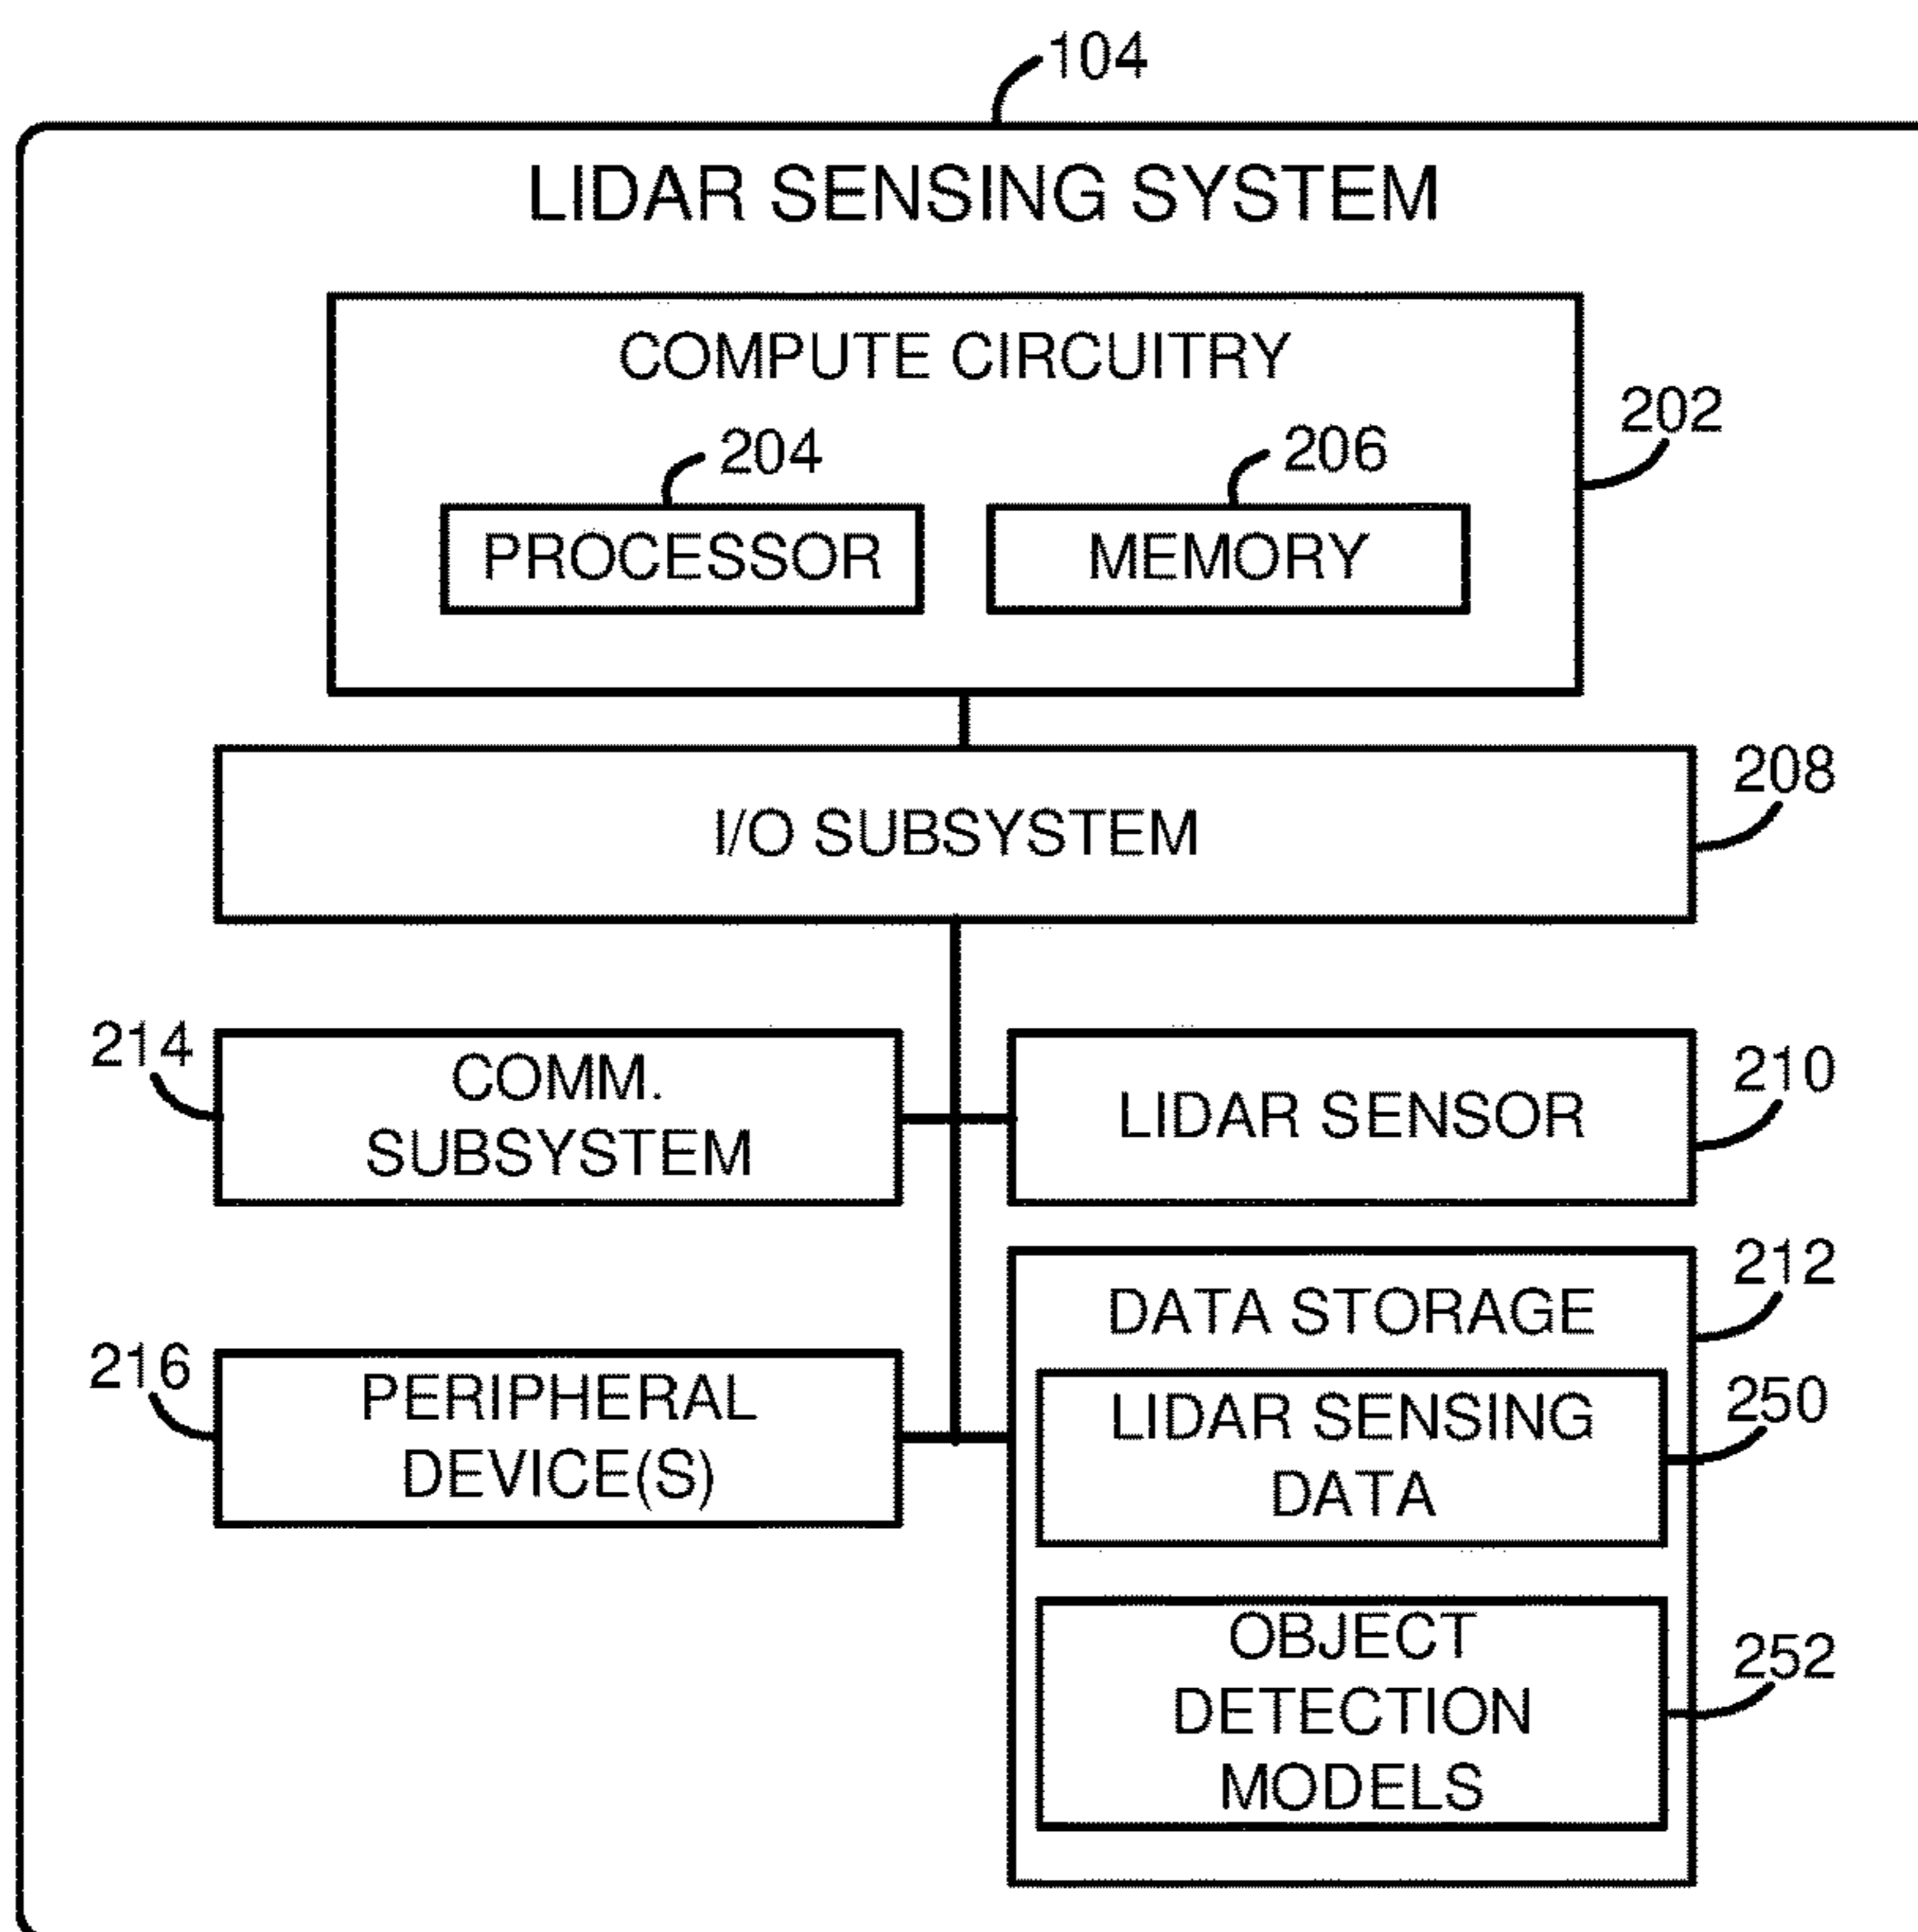 104
LIDAR SENSING SYSTEM
COMPUTE CIRCUITRY
202
204
206
PROCESSOR
MEMORY
208
I/O SUBSYSTEM
214
COMM.
SUBSYSTEM
210
LIDAR SENSOR
212
DATA STORAGE
216
PERIPHERAL
DEVICE(S)
250
LIDAR SENSING
DATA
252
OBJECT
DETECTION
MODELS